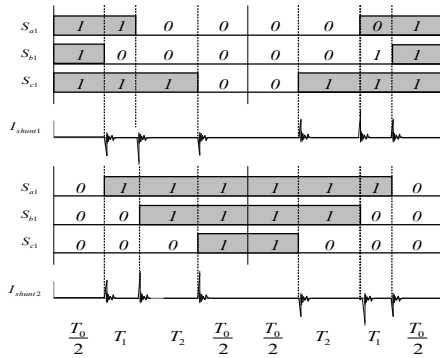 S_a1 1 1 0 0 0 0 0 1
S_b1 1 0 0 0 0 0 1 1
S_c1 1 1 1 0 0 1 1 1
I_shunt1
S_a1 0 1 1 1 1 1 1 0
S_b1 0 0 1 1 1 1 0 0
S_c1 0 0 0 1 1 0 0 0
I_shunt2
T_0/2 T_1 T_2 T_0/2 T_0/2 T_2 T_1 T_0/2